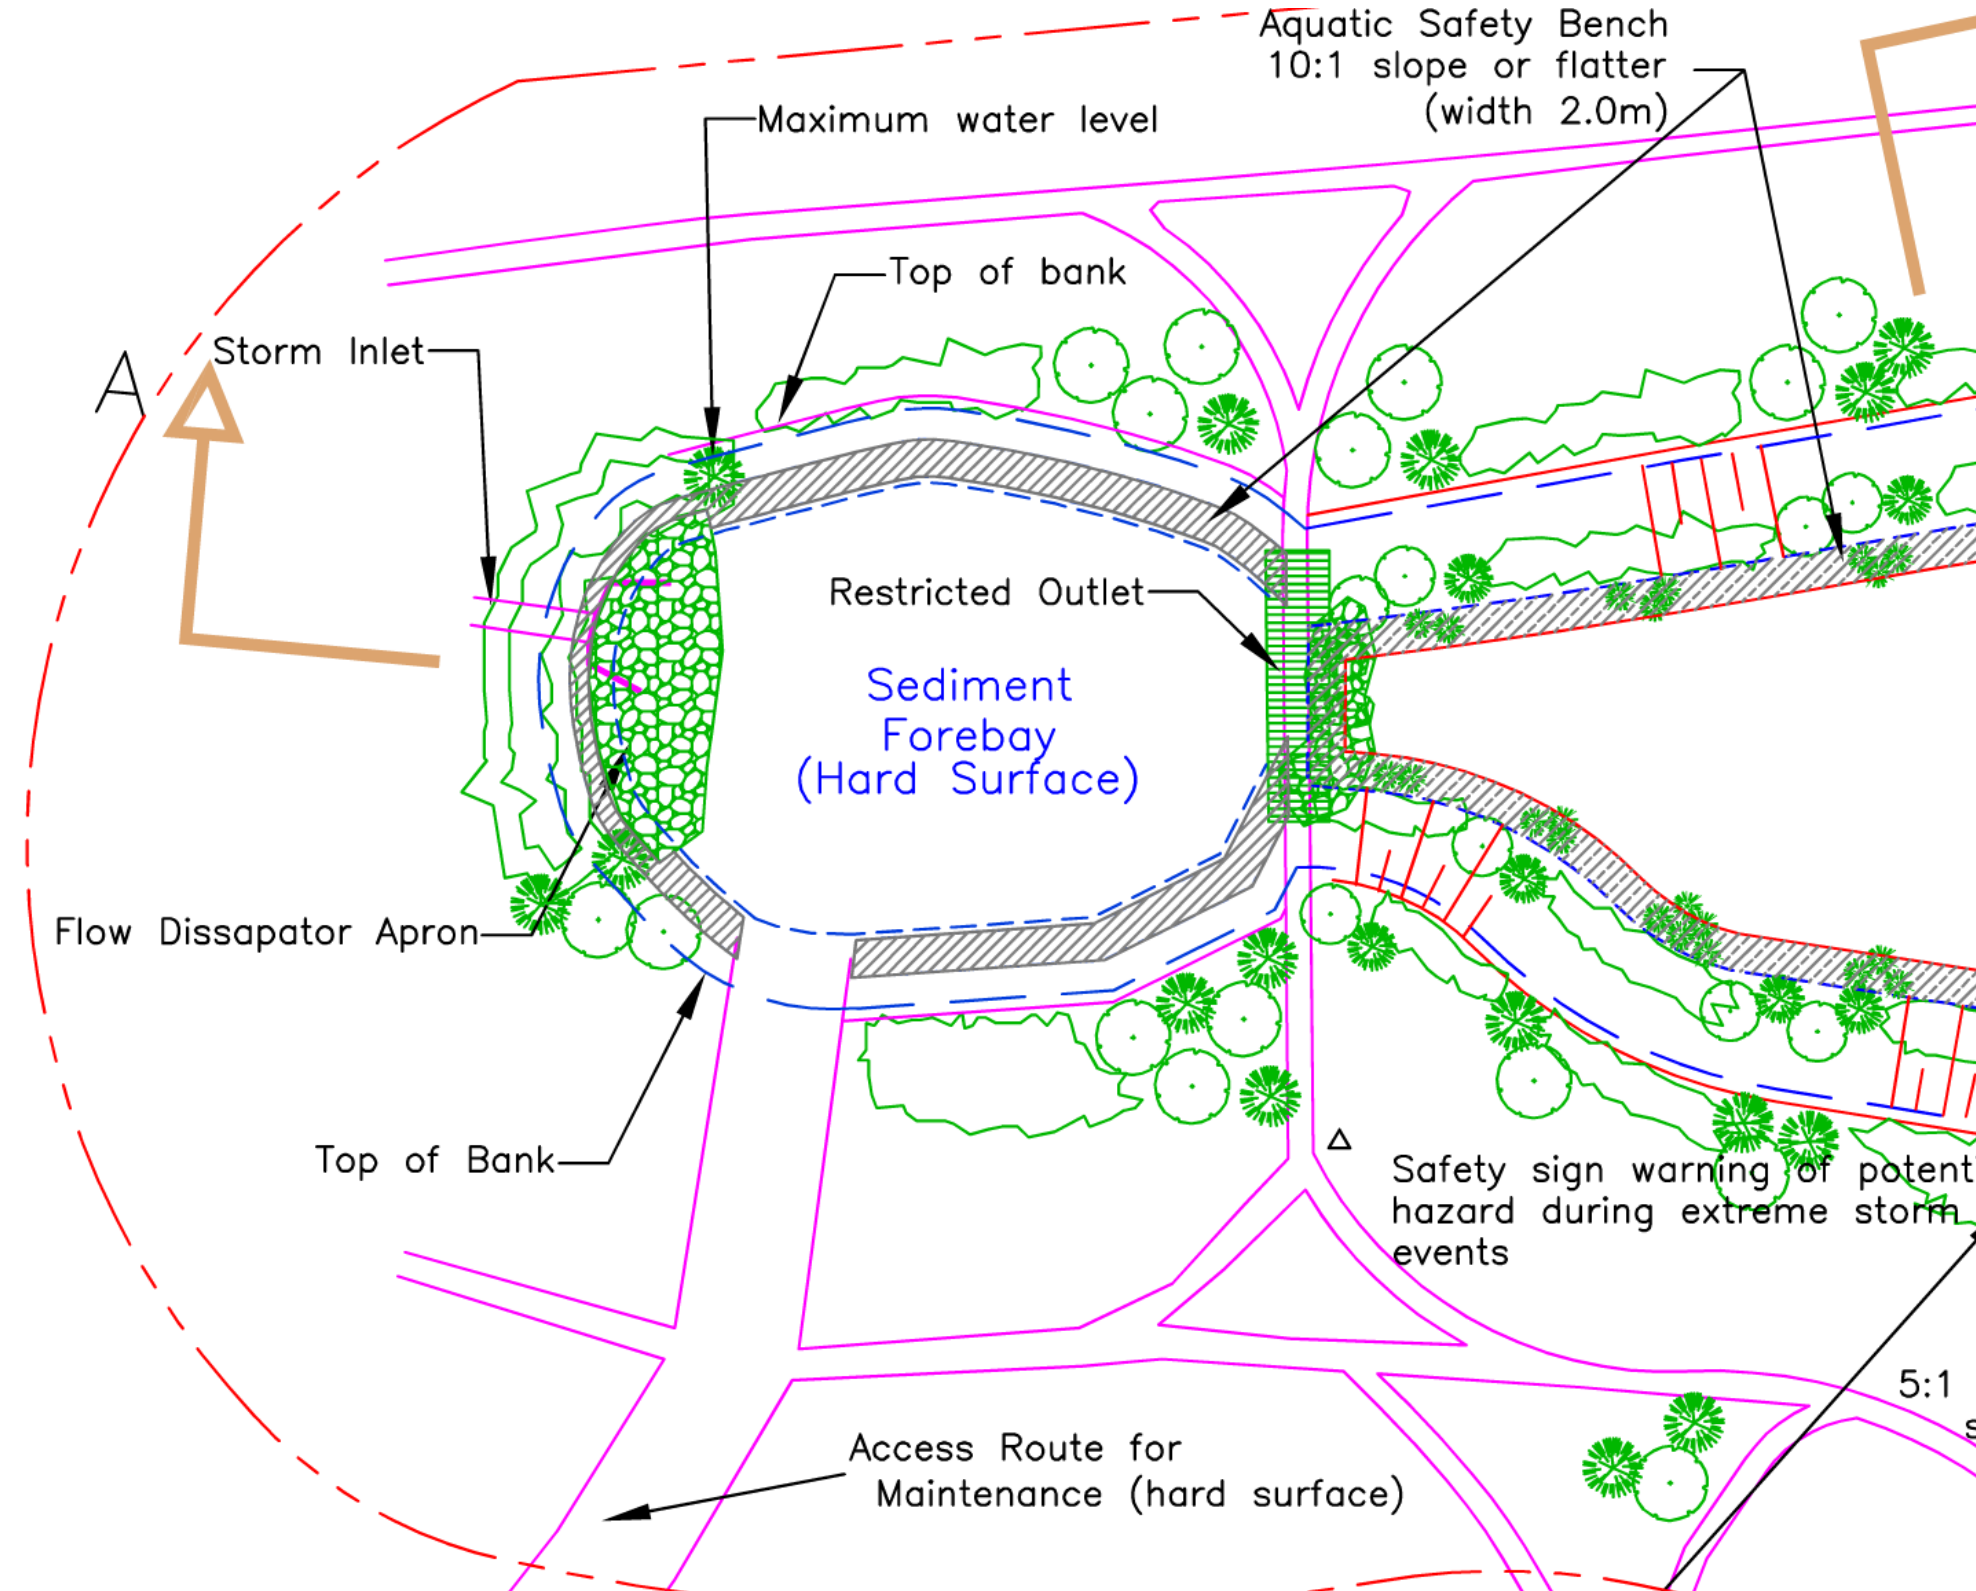 Aquatic Safety Bench
10:1 slope or flatter
(width 2.0m)
Maximum water level
Top of bank
Storm Inlet
A
Restricted Outlet
Sediment
Forebay
(Hard Surface)
Flow Dissapator Apron
Top of Bank
Safety sign warning of potenti
hazard during extreme storm
events
5:1
s
Access Route for
Maintenance (hard surface)